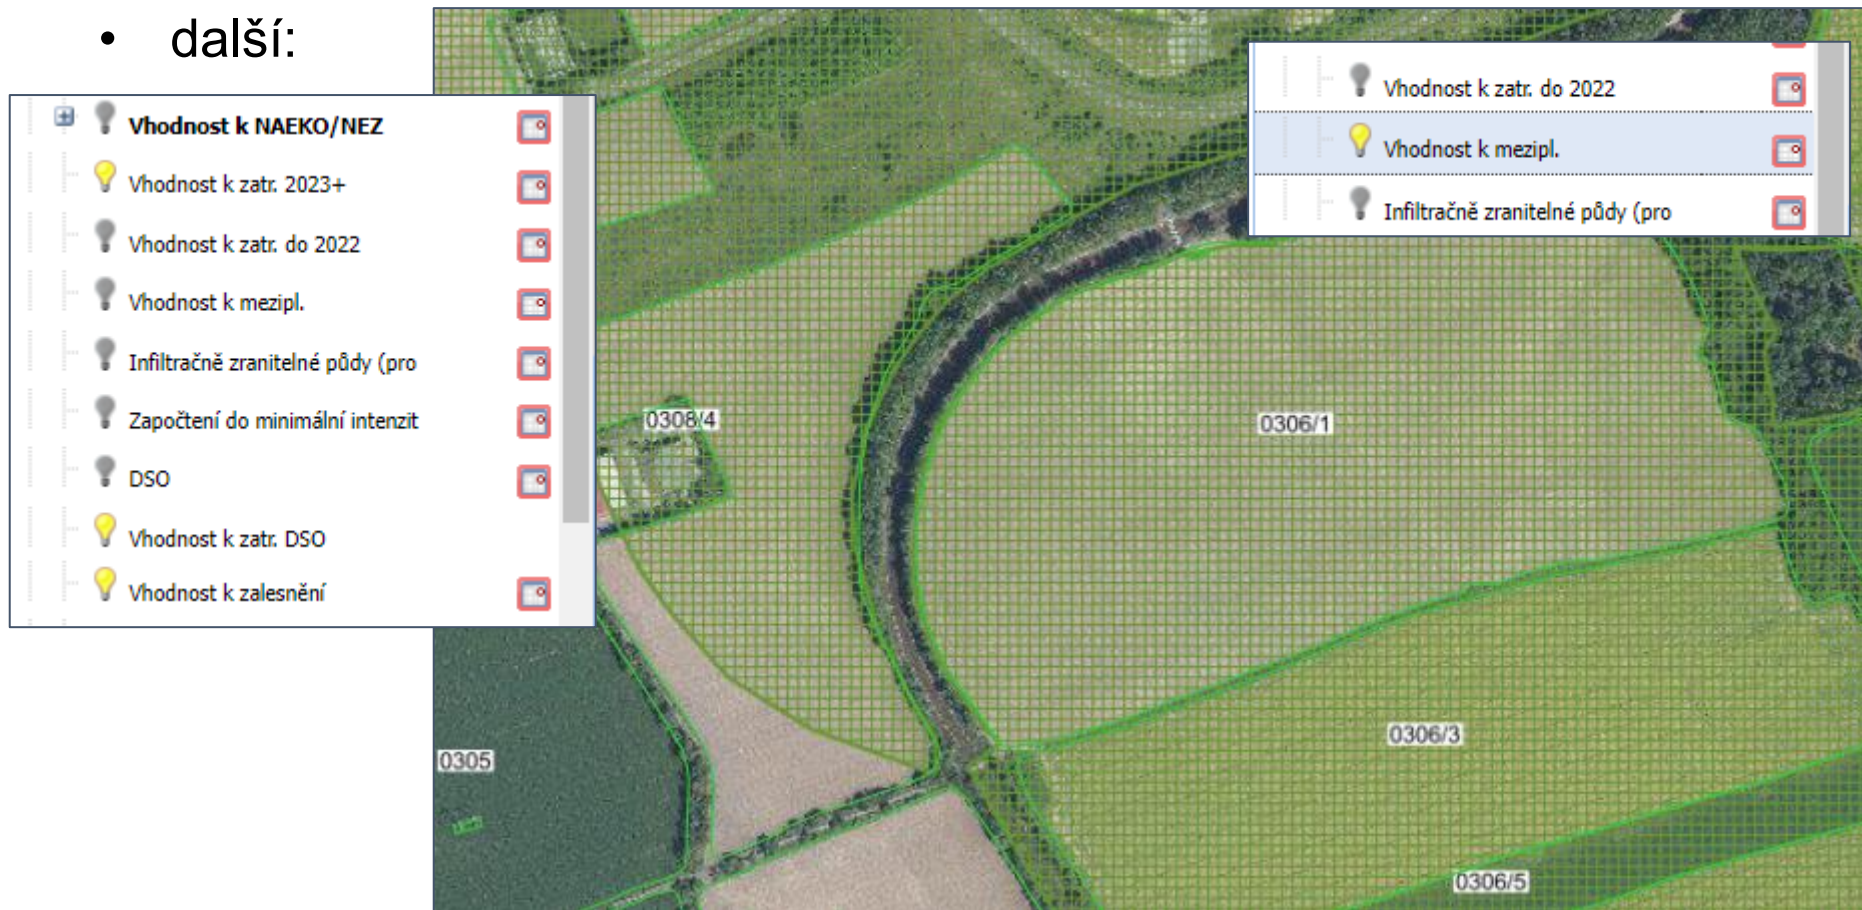 • další:
Vhodnost k NAEKO/NEZ
Vhodnost k zatr. 2023+
Vhodnost k zatr. do 2022
Vhodnost k mezipl.
Infiltračně zranitelné půdy (pro
Započtení do minimální intenzit
DSO
Vhodnost k zatr. DSO
Vhodnost k zalesnění
Vhodnost k zatr. do 2022
Vhodnost k mezipl.
Infiltračně zranitelné půdy (pro
0308/4
0306/1
0306/3
0305
0306/5